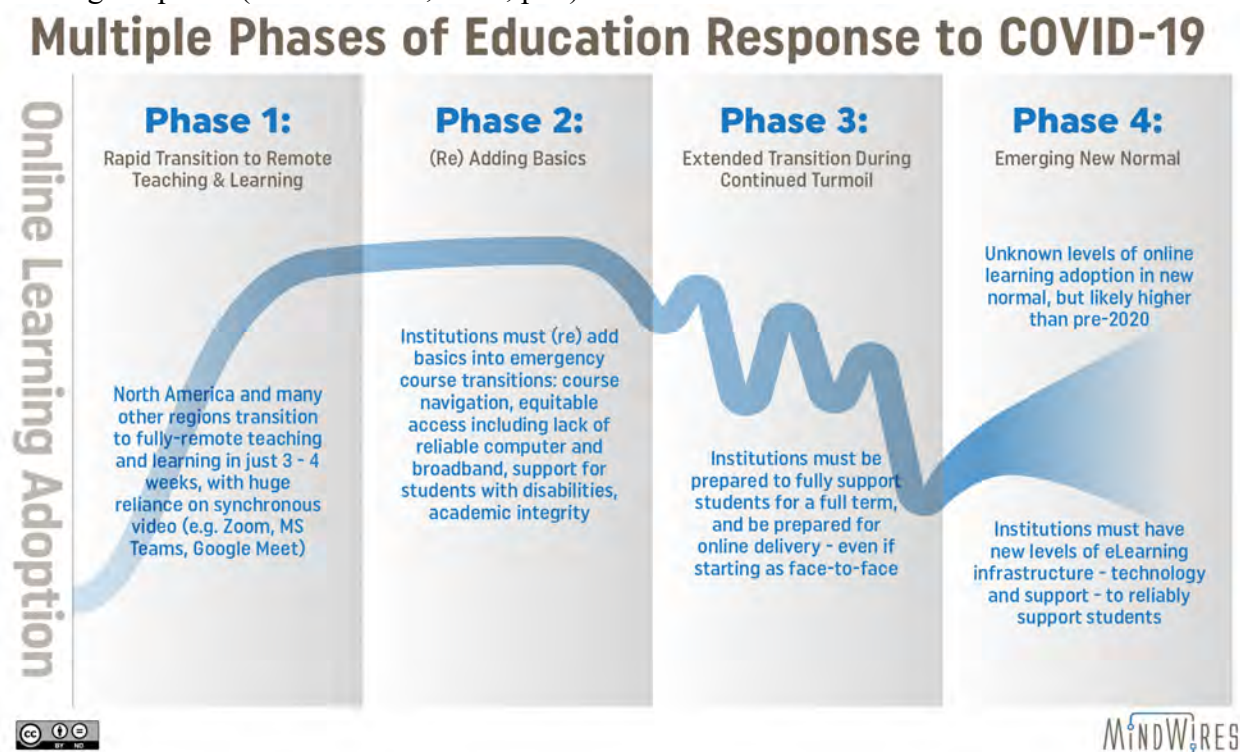 Multiple Phases of Education Response to COVID-19
Online Learning Adoption
Phase 1:
Rapid Transition to Remote
Teaching & Learning
North America and many
other regions transition
to fully-remote teaching
and learning in just 3 - 4
weeks, with huge
reliance on synchronous
video (e.g. Zoom, MS
Teams, Google Meet)
Phase 2:
(Re) Adding Basics
Institutions must (re) add
basics into emergency
course transitions: course
navigation, equitable
access including lack of
reliable computer and
broadband, support for
students with disabilities,
academic integrity
Phase 3:
Extended Transition During
Continued Turmoil
Institutions must be
prepared to fully support
students for a full term,
and be prepared for
online delivery - even if
starting as face-to-face
Phase 4:
Emerging New Normal
Unknown levels of online
learning adoption in new
normal, but likely higher
than pre-2020
Institutions must have
new levels of eLearning
infrastructure - technology
and support - to reliably
support students
cc
BY ND
MINDWIRES